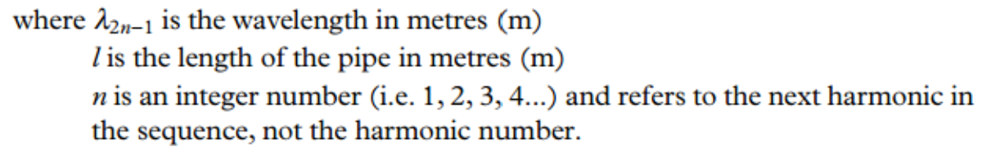 where λ₂ₙ₋₁ is the wavelength in metres (m)
l is the length of the pipe in metres (m)
n is an integer number (i.e. 1, 2, 3, 4...) and refers to the next harmonic in
the sequence, not the harmonic number.